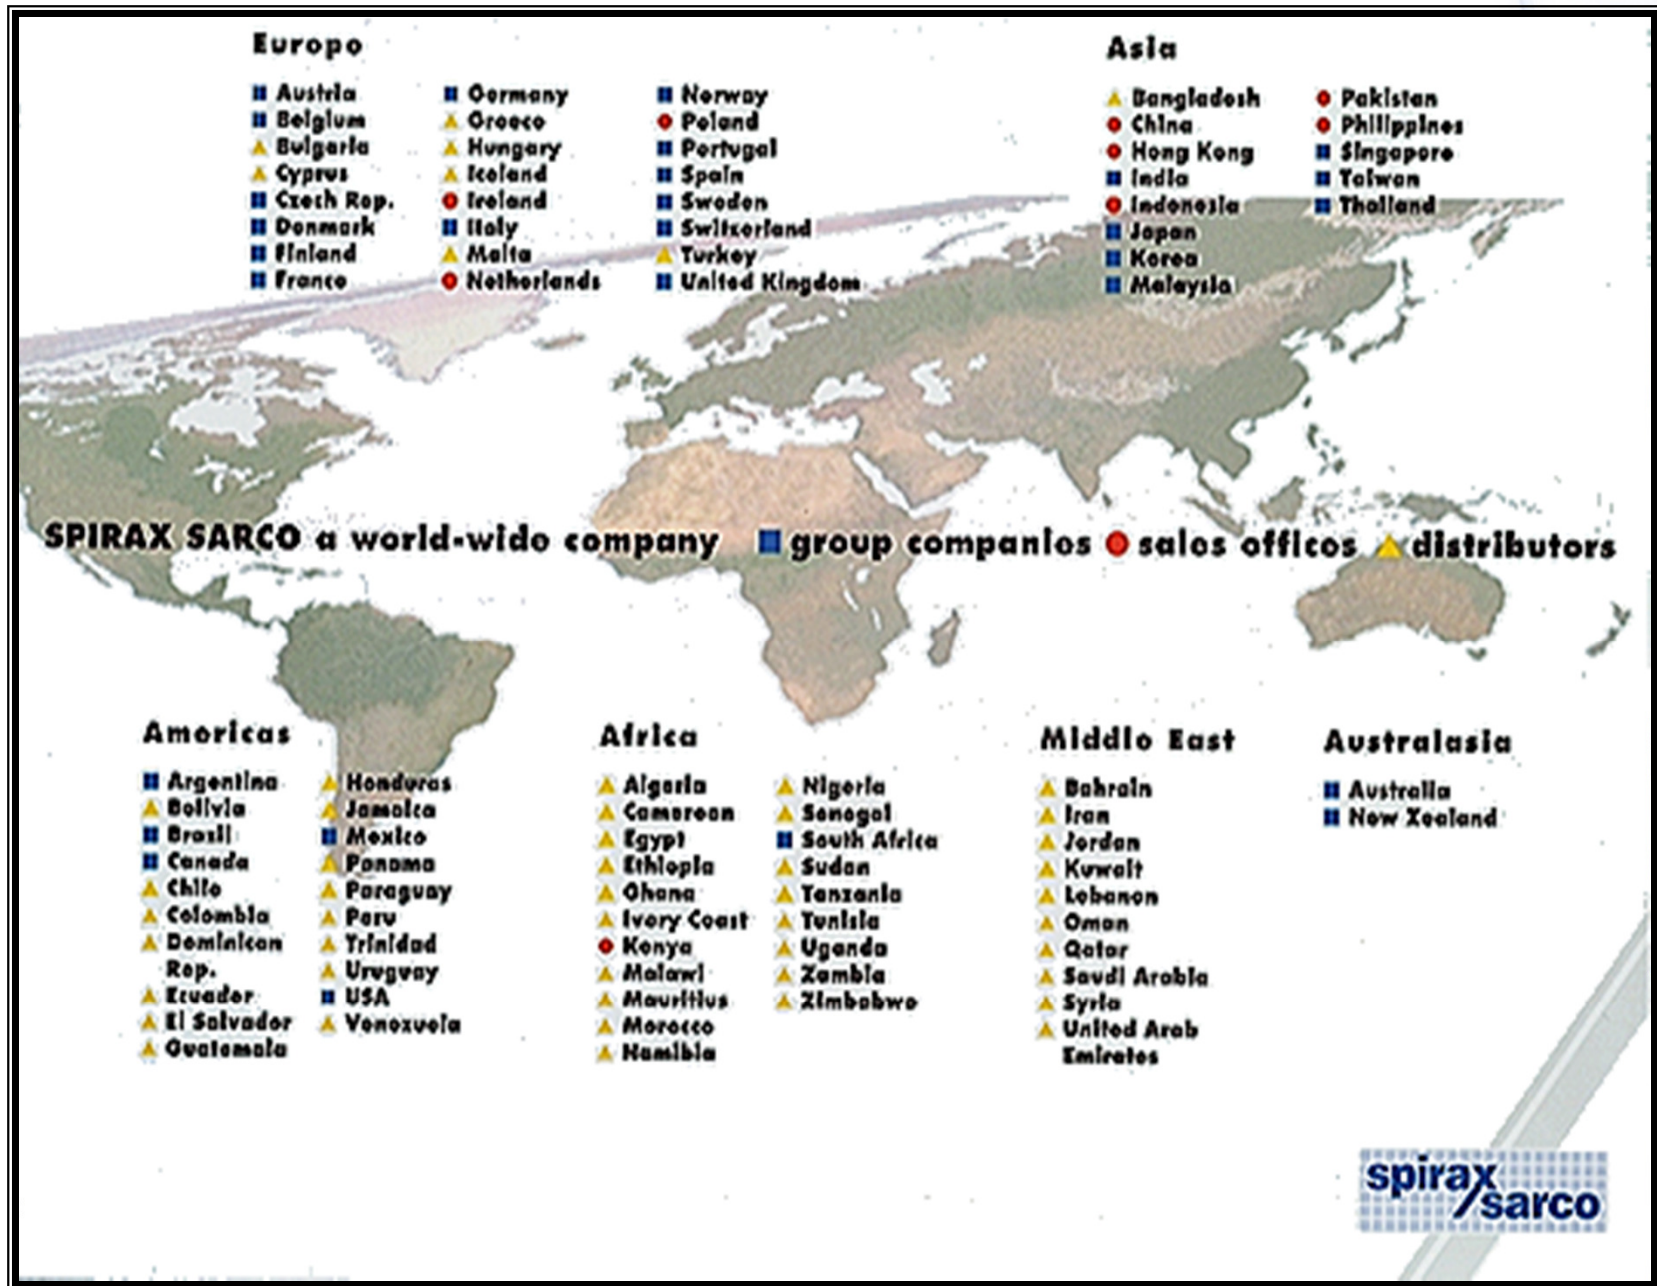 Europe
Austria
Belgium
Bulgaria
Cyprus
Czech Rep.
Denmark
Finland
France
Germany
Greece
Hungary
Iceland
Ireland
Italy
Malta
Netherlands
Norway
Poland
Portugal
Spain
Sweden
Switzerland
Turkey
United Kingdom
Asia
Bangladesh
China
Hong Kong
India
Indonesia
Japan
Korea
Malaysia
Pakistan
Philippines
Singapore
Taiwan
Thailand
SPIRAX SARCO a world-wide company group companies sales offices distributors
Americas
Argentina
Bolivia
Brazil
Canada
Chile
Colombia
Dominican
Rep.
Ecuador
El Salvador
Guatemala
Honduras
Jamaica
Mexico
Panama
Paraguay
Peru
Trinidad
Uruguay
USA
Venezuela
Africa
Algeria
Cameroon
Egypt
Ethiopia
Ghana
Ivory Coast
Kenya
Malawi
Mauritius
Morocco
Namibia
Nigeria
Senegal
South Africa
Sudan
Tanzania
Tunisia
Uganda
Zambia
Zimbabwe
Middle East
Bahrain
Iran
Jordan
Kuwait
Lebanon
Oman
Qatar
Saudi Arabia
Syria
United Arab
Emirates
Australasia
Australia
New Zealand
spirax
sarco